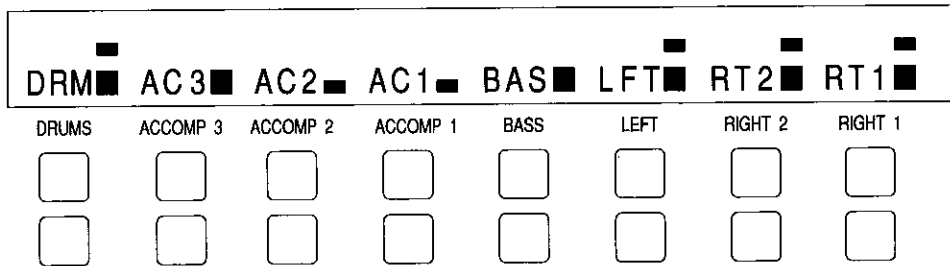 DRM AC3 AC2 AC1 BAS LFT RT2 RT1
DRUMS ACCOMP 3 ACCOMP 2 ACCOMP 1 BASS LEFT RIGHT 2 RIGHT 1